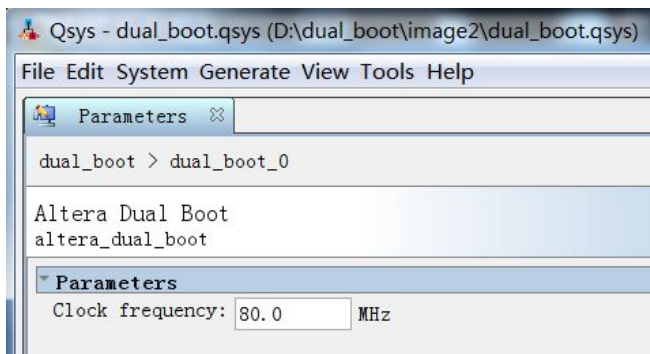 Qsys - dual_boot.qsys (D:\dual_boot\image2\dual_boot.qsys)
File Edit System Generate View Tools Help
Parameters
dual_boot > dual_boot_0
Altera Dual Boot
altera_dual_boot
Parameters
Clock frequency: 80.0 MHz